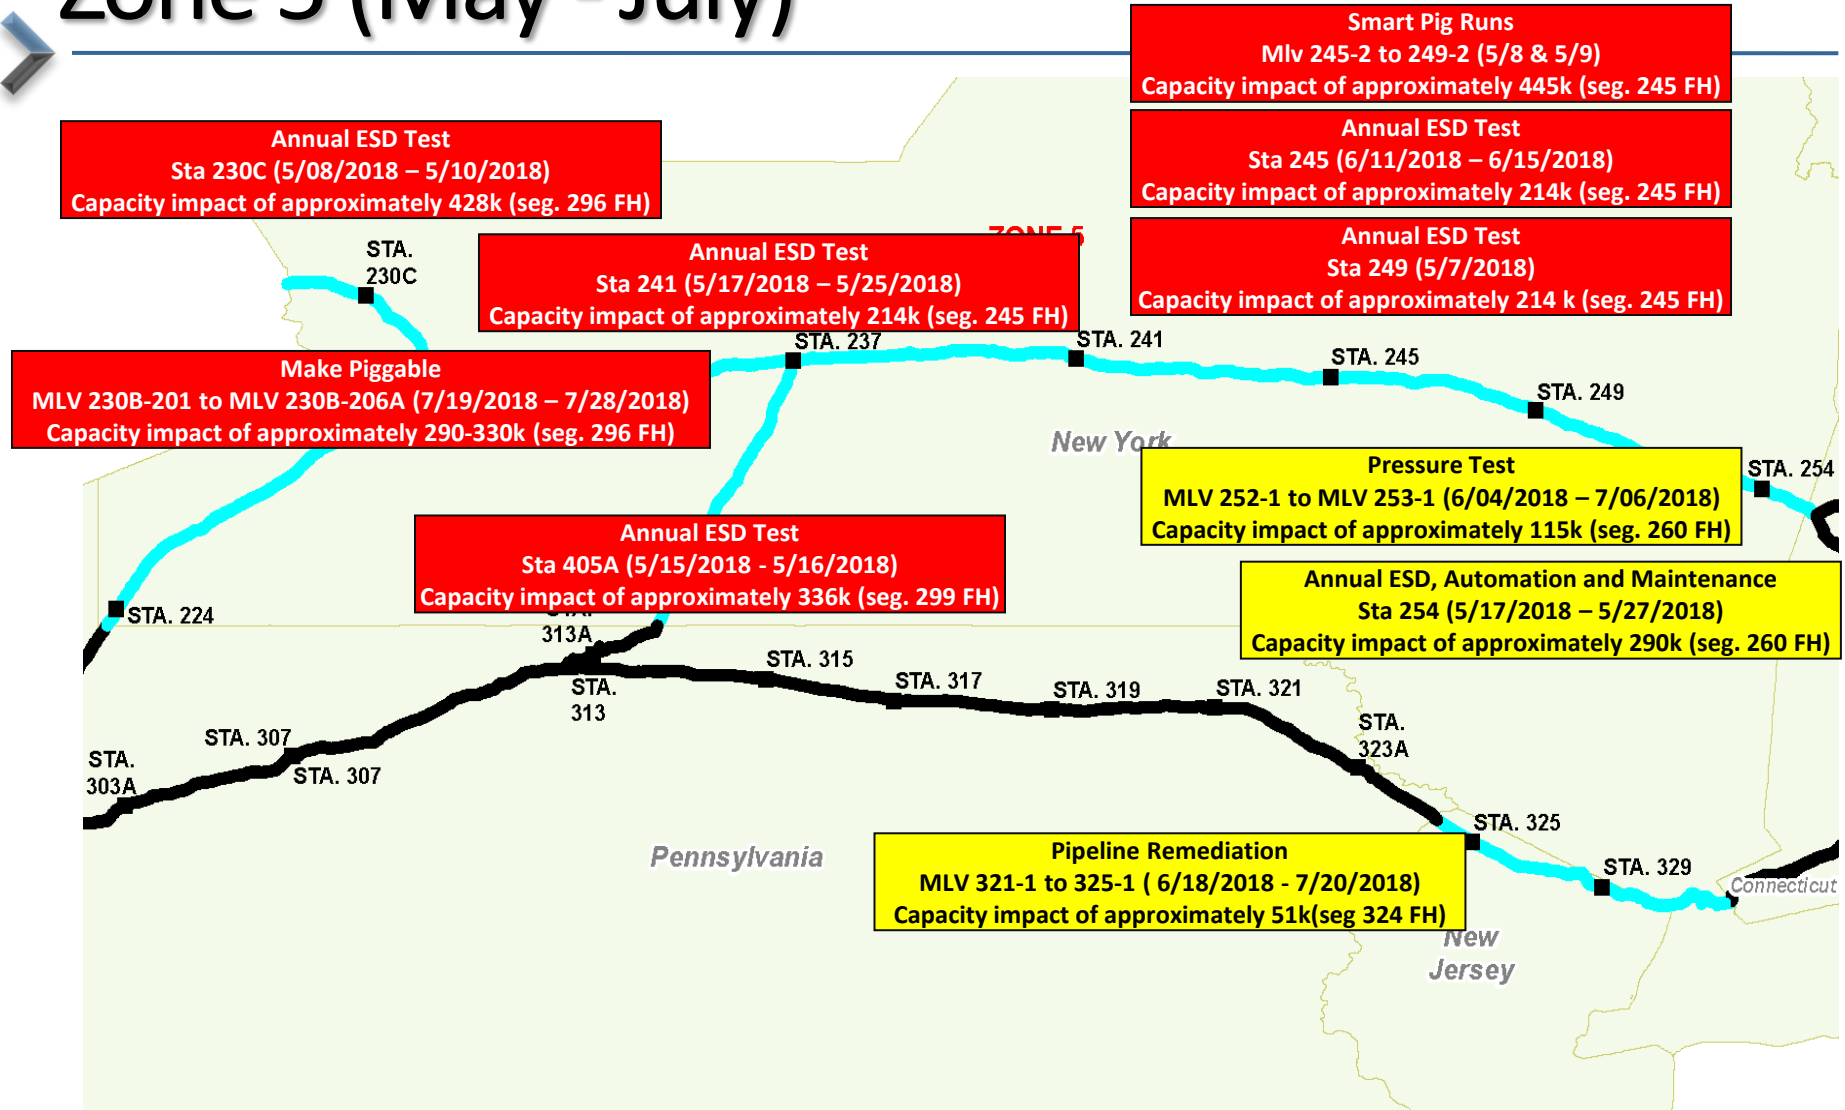 Zone 5 (May - July)
Smart Pig Runs
Mlv 245-2 to 249-2 (5/8 & 5/9)
Capacity impact of approximately 445k (seg. 245 FH)
Annual ESD Test
Sta 245 (6/11/2018 – 6/15/2018)
Capacity impact of approximately 214k (seg. 245 FH)
Annual ESD Test
Sta 249 (5/7/2018)
Capacity impact of approximately 214 k (seg. 245 FH)
Annual ESD Test
Sta 230C (5/08/2018 – 5/10/2018)
Capacity impact of approximately 428k (seg. 296 FH)
STA.
230C
ZONE 5
Annual ESD Test
Sta 241 (5/17/2018 – 5/25/2018)
Capacity impact of approximately 214k (seg. 245 FH)
STA. 237
STA. 241
STA. 245
STA. 249
Make Piggable
MLV 230B-201 to MLV 230B-206A (7/19/2018 – 7/28/2018)
Capacity impact of approximately 290-330k (seg. 296 FH)
New York
Pressure Test
MLV 252-1 to MLV 253-1 (6/04/2018 – 7/06/2018)
Capacity impact of approximately 115k (seg. 260 FH)
STA. 254
Annual ESD Test
Sta 405A (5/15/2018 - 5/16/2018)
Capacity impact of approximately 336k (seg. 299 FH)
Annual ESD, Automation and Maintenance
Sta 254 (5/17/2018 – 5/27/2018)
Capacity impact of approximately 290k (seg. 260 FH)
STA. 224
STA.
313A
STA.
313
STA. 315
STA. 317
STA. 319
STA. 321
STA.
323A
STA. 307
STA. 307
STA.
303A
STA. 325
STA. 329
Pennsylvania
Pipeline Remediation
MLV 321-1 to 325-1 ( 6/18/2018 - 7/20/2018)
Capacity impact of approximately 51k(seg 324 FH)
Connecticut
New
Jersey